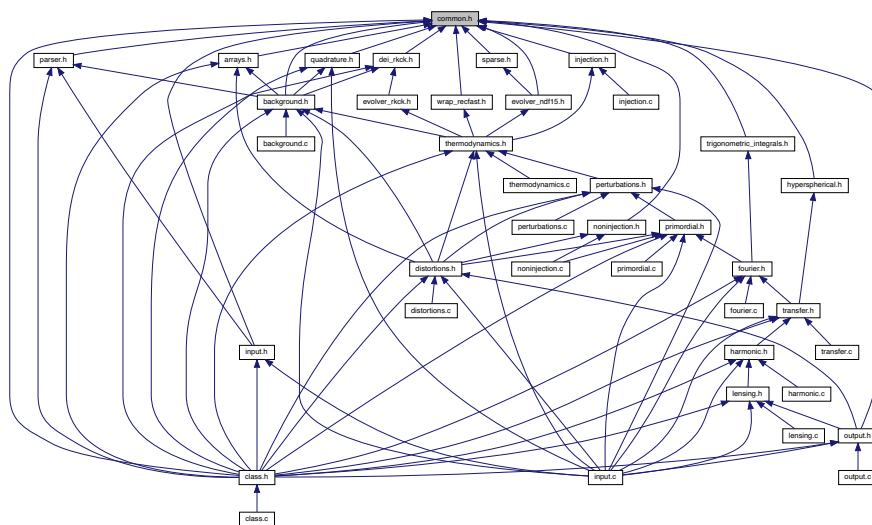 common.h
parser.h
arrays.h
quadrature.h
dei_rkck.h
sparse.h
injection.h
background.h
evolver_rkck.h
wrap_recfast.h
evolver_ndf15.h
injection.c
background.c
thermodynamics.h
trigonometric_integrals.h
thermodynamics.c
perturbations.h
hyperspherical.h
perturbations.c
noninjection.h
primordial.h
distortions.h
noninjection.c
primordial.c
fourier.h
distortions.c
fourier.c
transfer.h
input.h
harmonic.h
transfer.c
lensing.h
harmonic.c
lensing.c
output.h
class.h
input.c
output.c
class.c